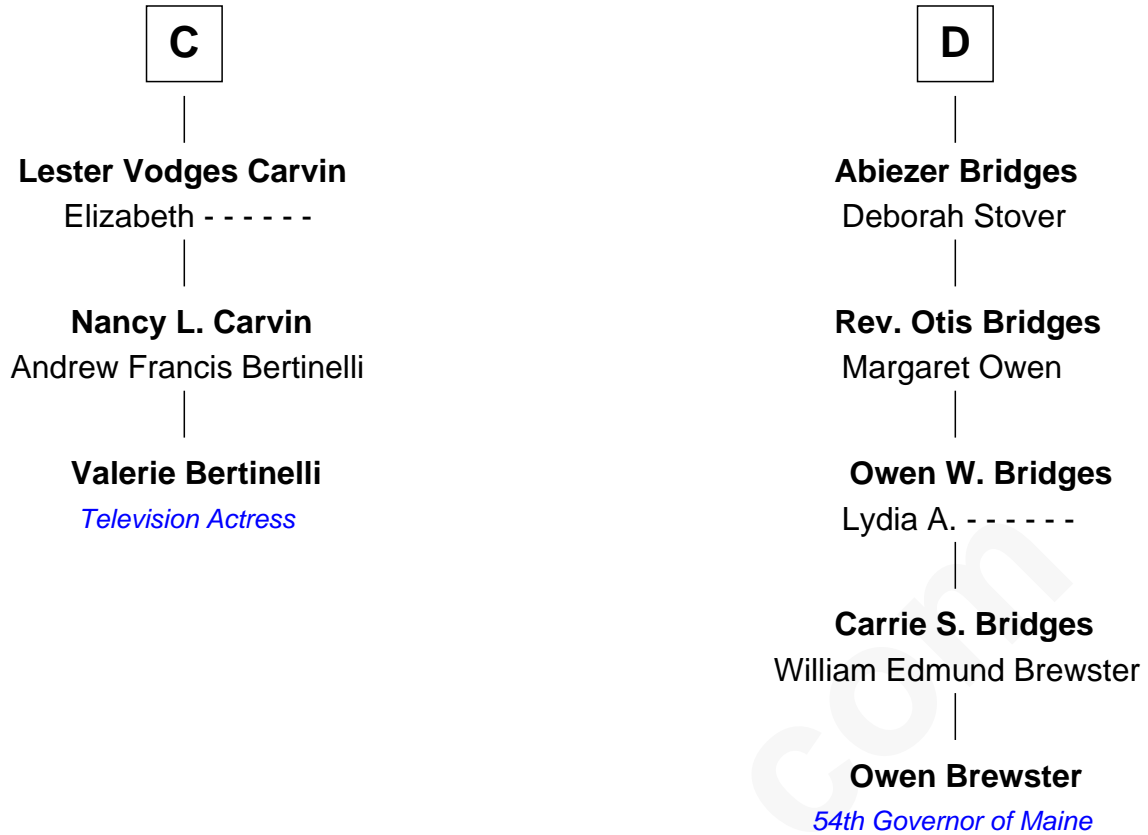 C
Lester Vodges Carvin
Elizabeth - - - - - -
Nancy L. Carvin
Andrew Francis Bertinelli
Valerie Bertinelli
Television Actress
D
Abiezer Bridges
Deborah Stover
Rev. Otis Bridges
Margaret Owen
Owen W. Bridges
Lydia A. - - - - - -
Carrie S. Bridges
William Edmund Brewster
Owen Brewster
54th Governor of Maine
com